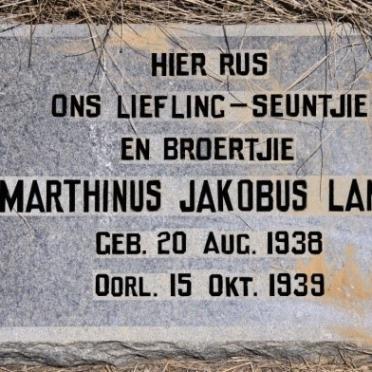 HIER RUS
ONS LIEFLING-SEUNTJIE
EN BROERTJIE
MARTHINUS JAKOBUS
GEB. 20 AUG. 1938
OORL. 15 OKT. 1939